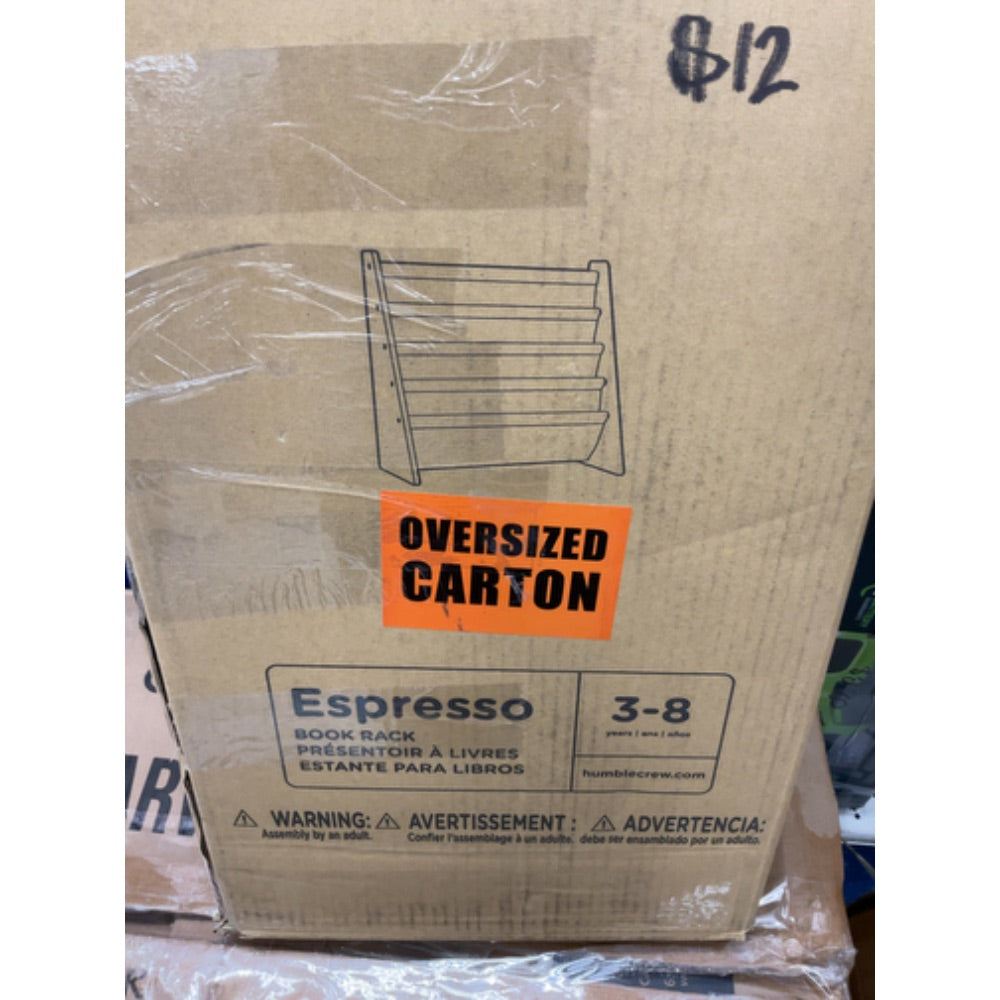 $12
OVERSIZED
CARTON
Espresso
BOOK RACK
PRÉSENTOIR À LIVRES
ESTANTE PARA LIBROS
3-8
years | ans | años
humblecrew.com
WARNING:
Assembly by an adult.
AVERTISSEMENT :
Confier l'assemblage à un adulte.
ADVERTENCIA:
debe ser ensamblado por un adulto.